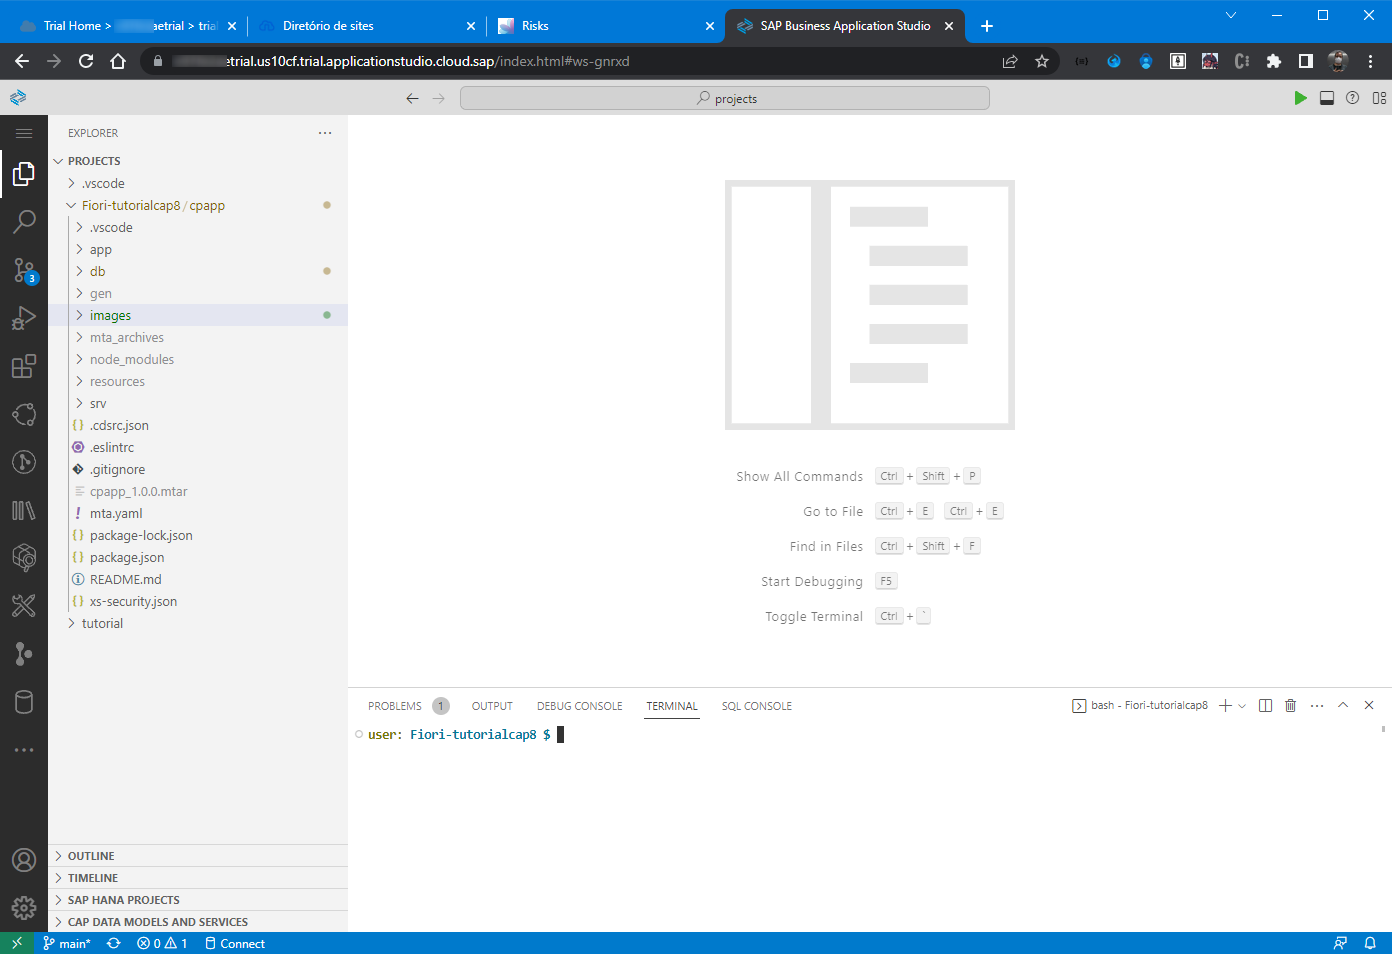 Trial Home > aetrial > trial
Diretório de sites
Risks
SAP Business Application Studio
etrial.us10cf.trial.applicationstudio.cloud.sap/index.html#ws-gnrxd
projects
EXPLORER
PROJECTS
.vscode
Fiori-tutorialcap8 / cpapp
.vscode
app
db
gen
images
mta_archives
node_modules
resources
srv
.cdsrc.json
.eslintrc
.gitignore
cpapp_1.0.0.mtar
mta.yaml
package-lock.json
package.json
README.md
xs-security.json
tutorial
3
Show All Commands Ctrl + Shift + P
Go to File Ctrl + E Ctrl + E
Find in Files Ctrl + Shift + F
Start Debugging F5
Toggle Terminal Ctrl + `
PROBLEMS 1 OUTPUT DEBUG CONSOLE TERMINAL SQL CONSOLE
bash - Fiori-tutorialcap8
user: Fiori-tutorialcap8 $
OUTLINE
TIMELINE
SAP HANA PROJECTS
CAP DATA MODELS AND SERVICES
main* 0 1 Connect